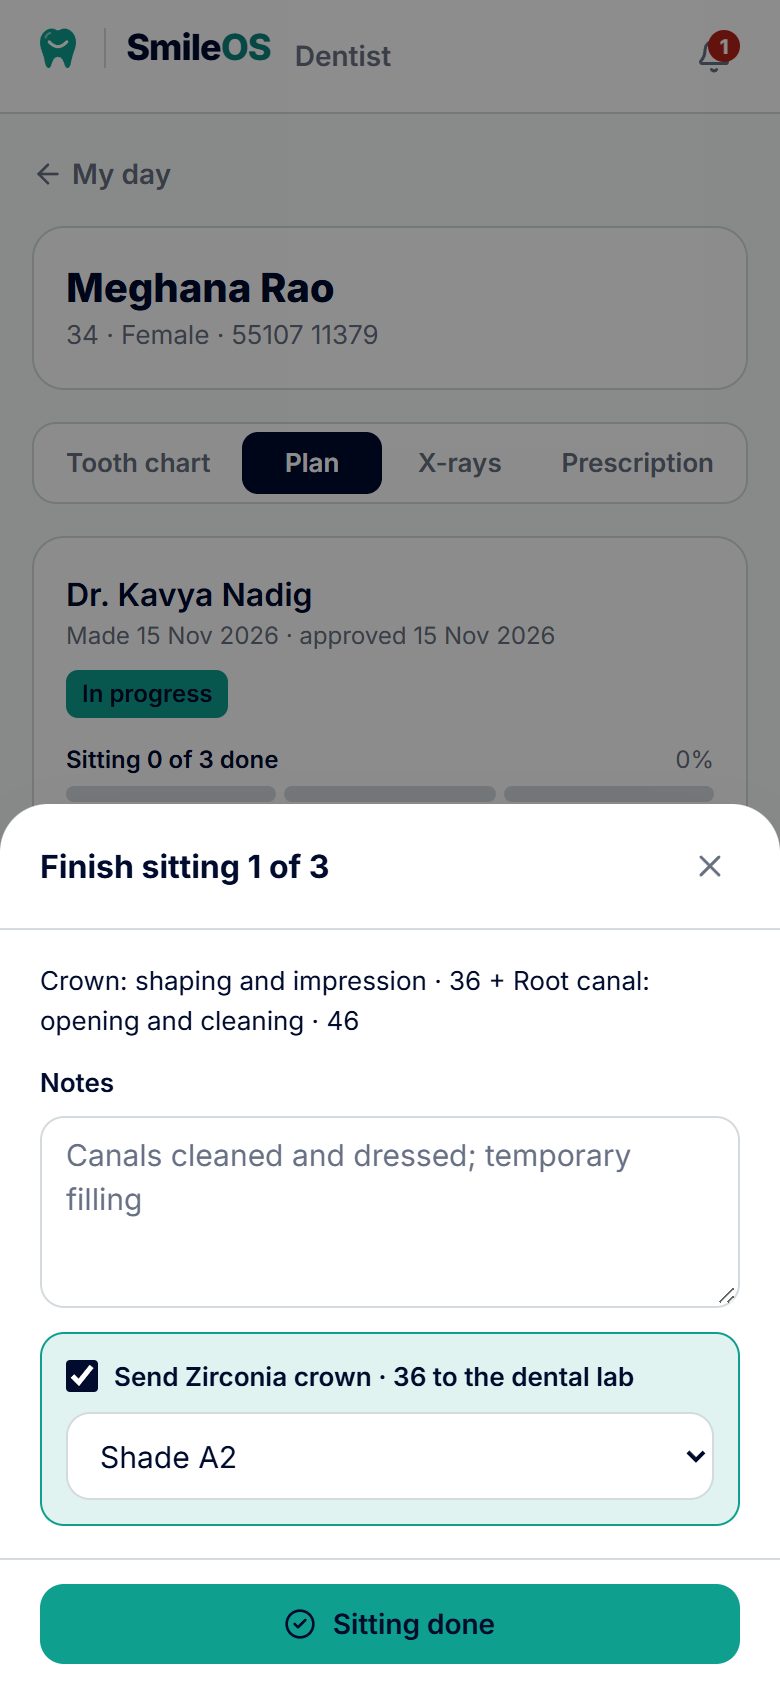 SmileOS Dentist 1
← My day
Meghana Rao
34 · Female · 55107 11379
Tooth chart Plan X-rays Prescription
Dr. Kavya Nadig
Made 15 Nov 2026 · approved 15 Nov 2026
In progress
Sitting 0 of 3 done 0%
Finish sitting 1 of 3
Crown: shaping and impression · 36 + Root canal:
opening and cleaning · 46
Notes
Canals cleaned and dressed; temporary
filling
Send Zirconia crown · 36 to the dental lab
Shade A2
Sitting done